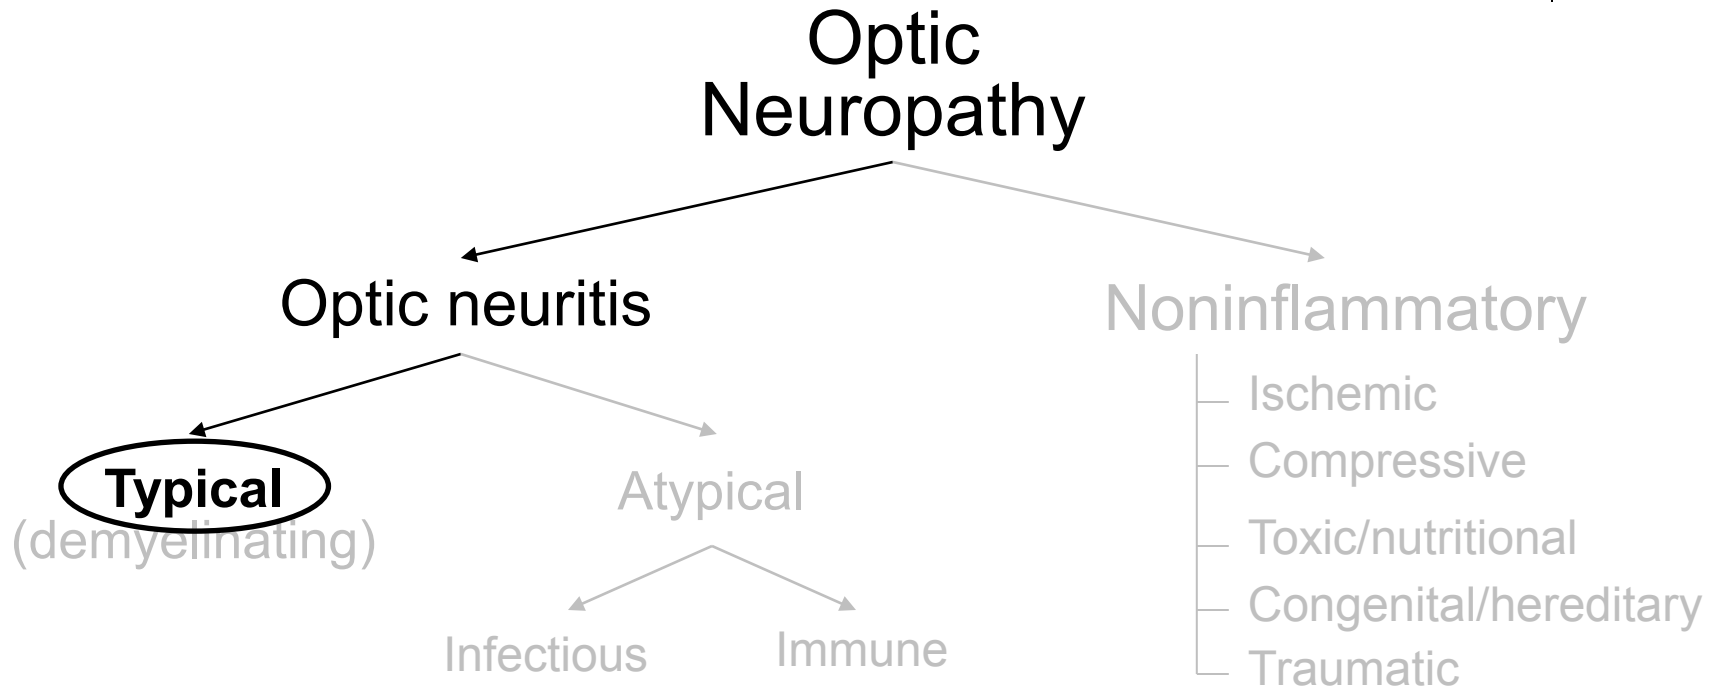 Optic
Neuropathy
Optic neuritis
Noninflammatory
Typical
(demyelinating)
Atypical
Infectious
Immune
Ischemic
Compressive
Toxic/nutritional
Congenital/hereditary
Traumatic